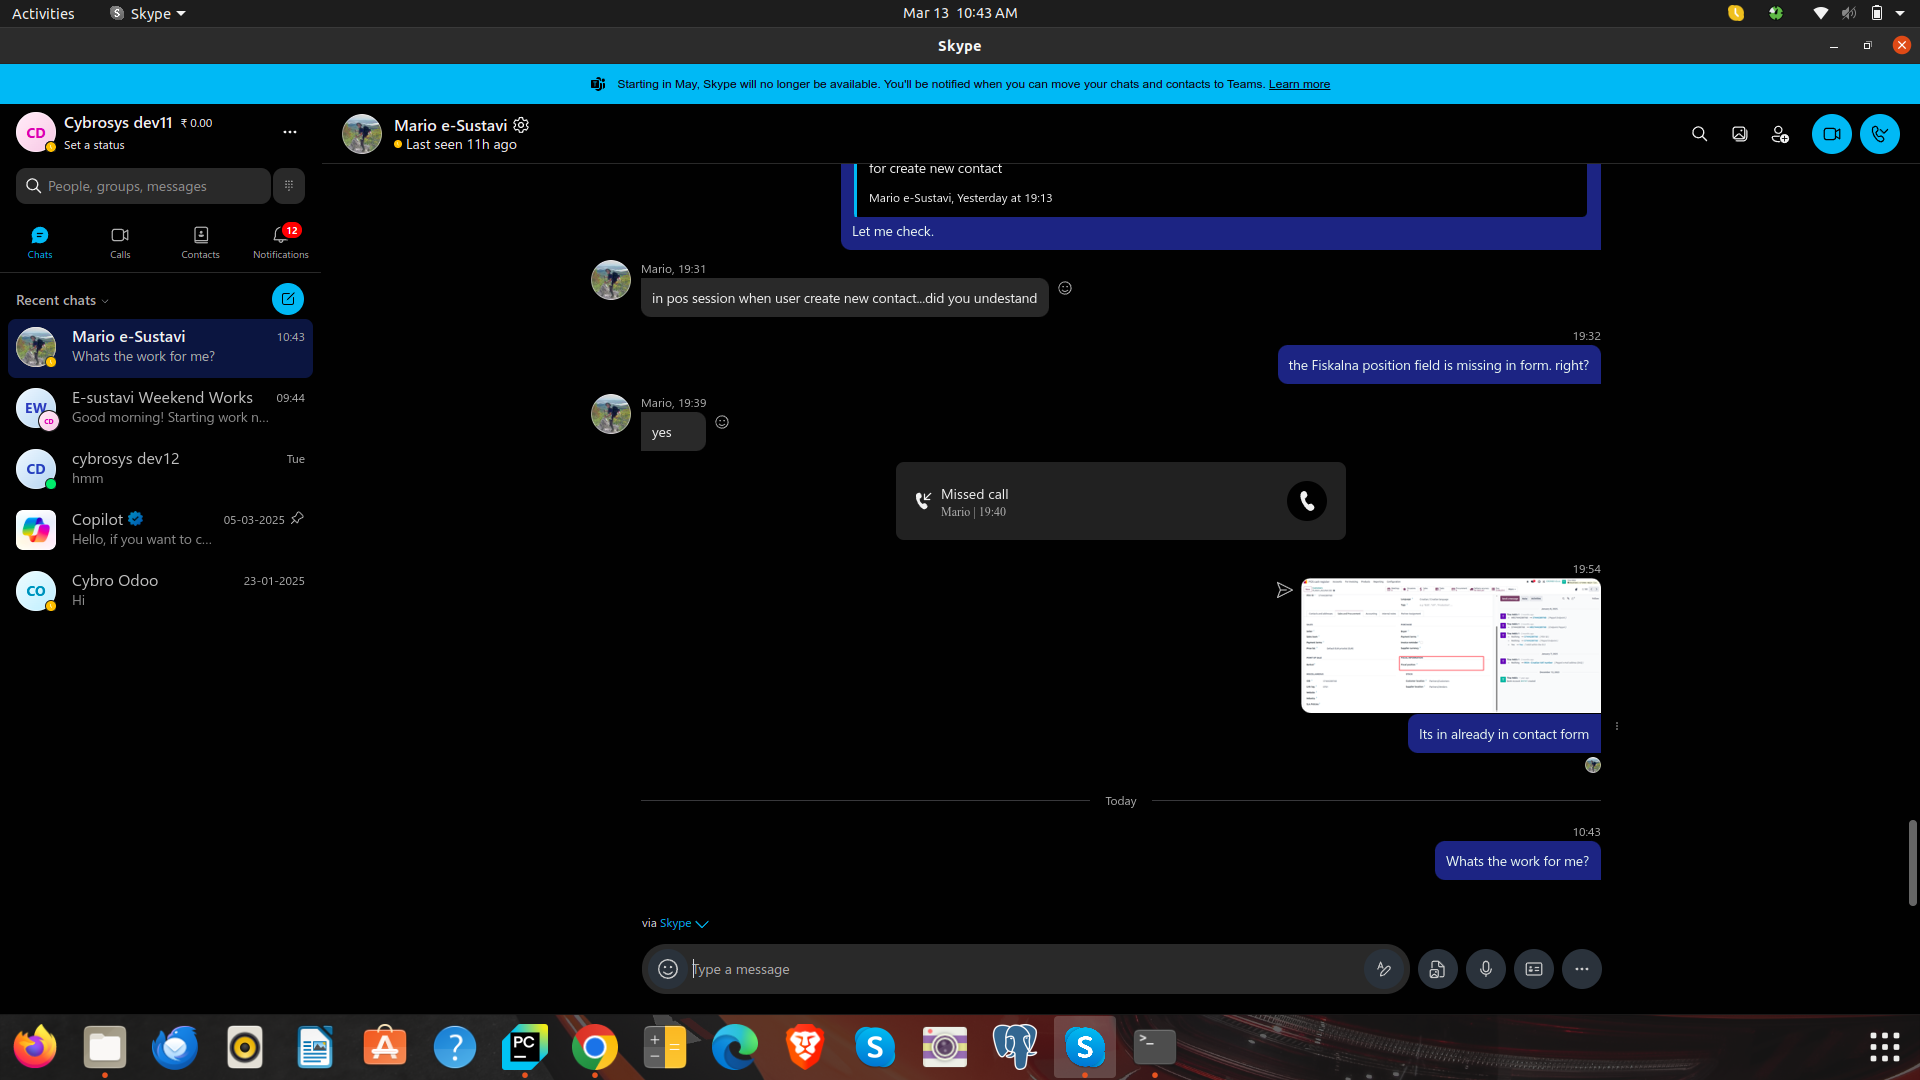 Activities
Skype
Mar 13 10:43 AM
Skype
Starting in May, Skype will no longer be available. You'll be notified when you can move your chats and contacts to Teams. Learn more
CD
Cybrosys dev11 ₹ 0.00
Set a status
People, groups, messages
Chats
Calls
Contacts
12
Notifications
Recent chats
Mario e-Sustavi 10:43
Whats the work for me?
EW
CD
E-sustavi Weekend Works 09:44
Good morning! Starting work n...
CD
cybrosys dev12 Tue
hmm
Copilot 05-03-2025
Hello, if you want to c...
CO
Cybro Odoo 23-01-2025
Hi
Mario e-Sustavi
Last seen 11h ago
for create new contact
Mario e-Sustavi, Yesterday at 19:13
Let me check.
Mario, 19:31
in pos session when user create new contact...did you undestand
19:32
the Fiskalna position field is missing in form. right?
Mario, 19:39
yes
Missed call
Mario | 19:40
19:54
Its in already in contact form
Today
10:43
Whats the work for me?
via Skype
Type a message
PC